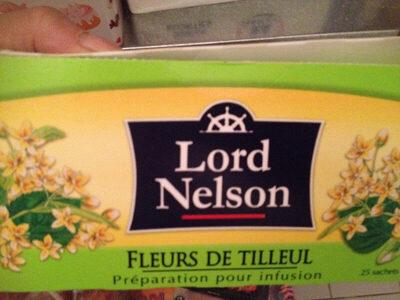 Lord
Nelson
FLEURS DE TILLEUL
Préparation pour infusion
25 sachets